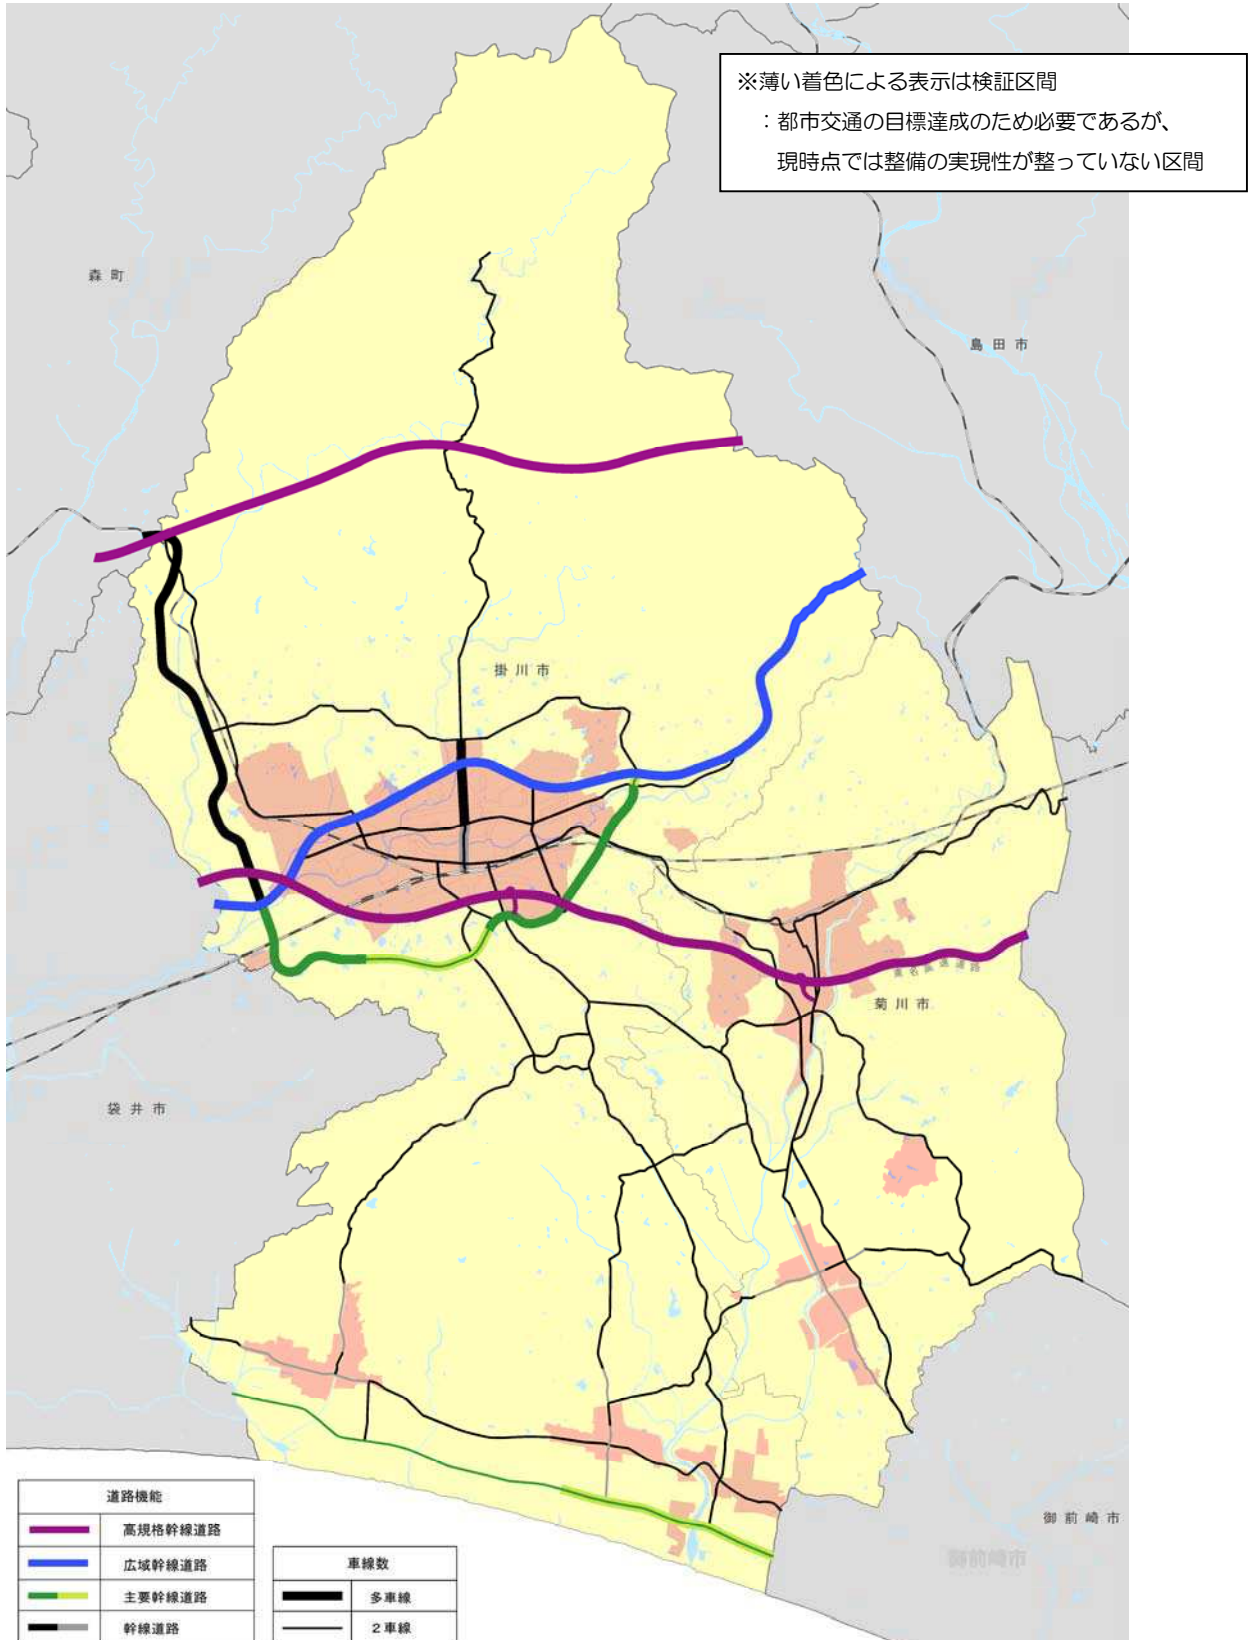 ※薄い着色による表示は検証区間
：都市交通の目標達成のため必要であるが、
現時点では整備の実現性が整っていない区間
森町
島田市
掛川市
菊川市
袋井市
御前崎市
御前崎市
道路機能
高規格幹線道路
広域幹線道路
主要幹線道路
幹線道路
車線数
多車線
2車線